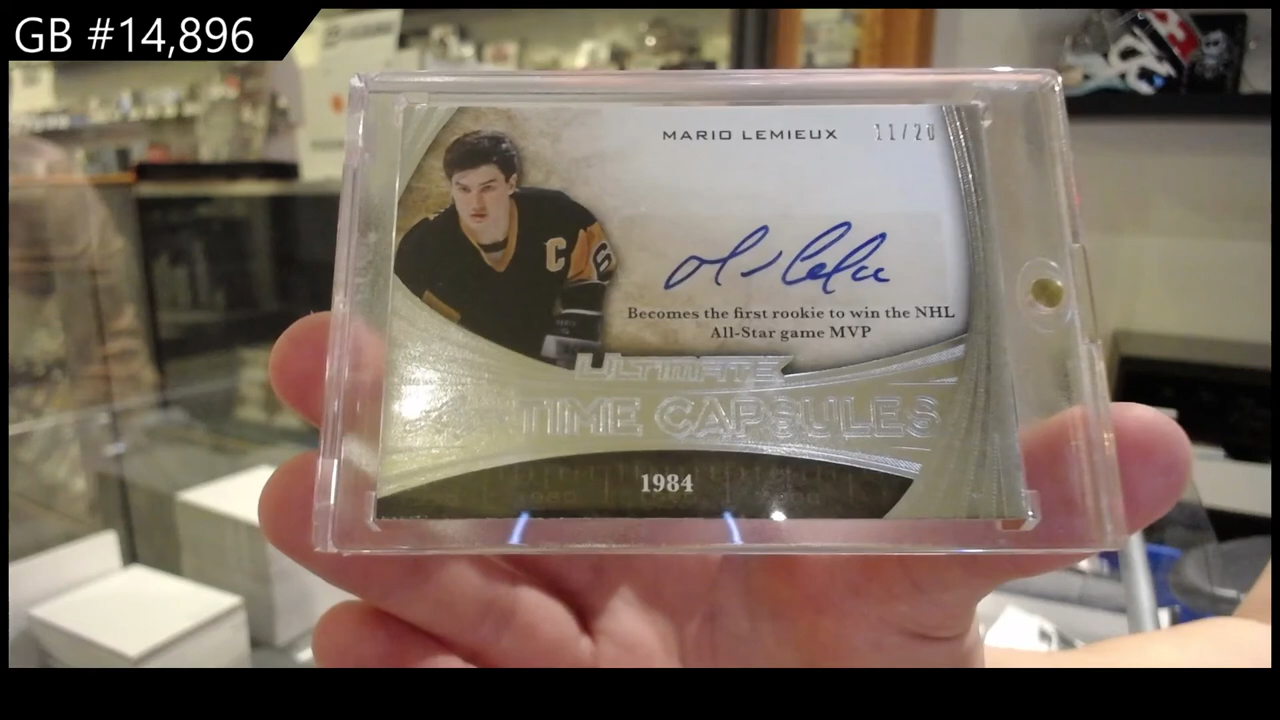 GB #14,896
MARIO LEMIEUX 11/20
C 6
Becomes the first rookie to win the NHL
All-Star game MVP
ULTIMATE
TIME CAPSULES
1984